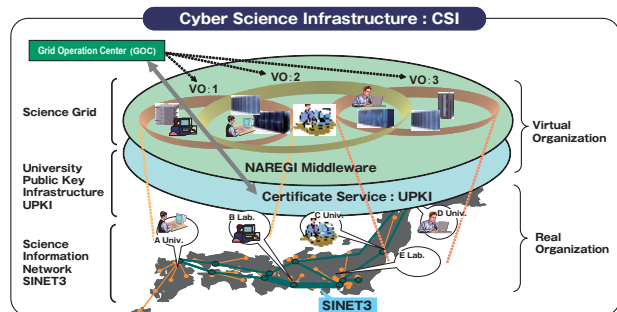 Cyber Science Infrastructure : CSI
Grid Operation Center (GOC)
VO:1
VO:2
VO:3
Science Grid
NAREGI Middleware
Virtual
Organization
University
Public Key
Infrastructure
UPKI
Certificate Service : UPKI
A Univ.
B Lab.
C Univ.
D Univ.
E Lab.
Science
Information
Network
SINET3
Real
Organization
SINET3